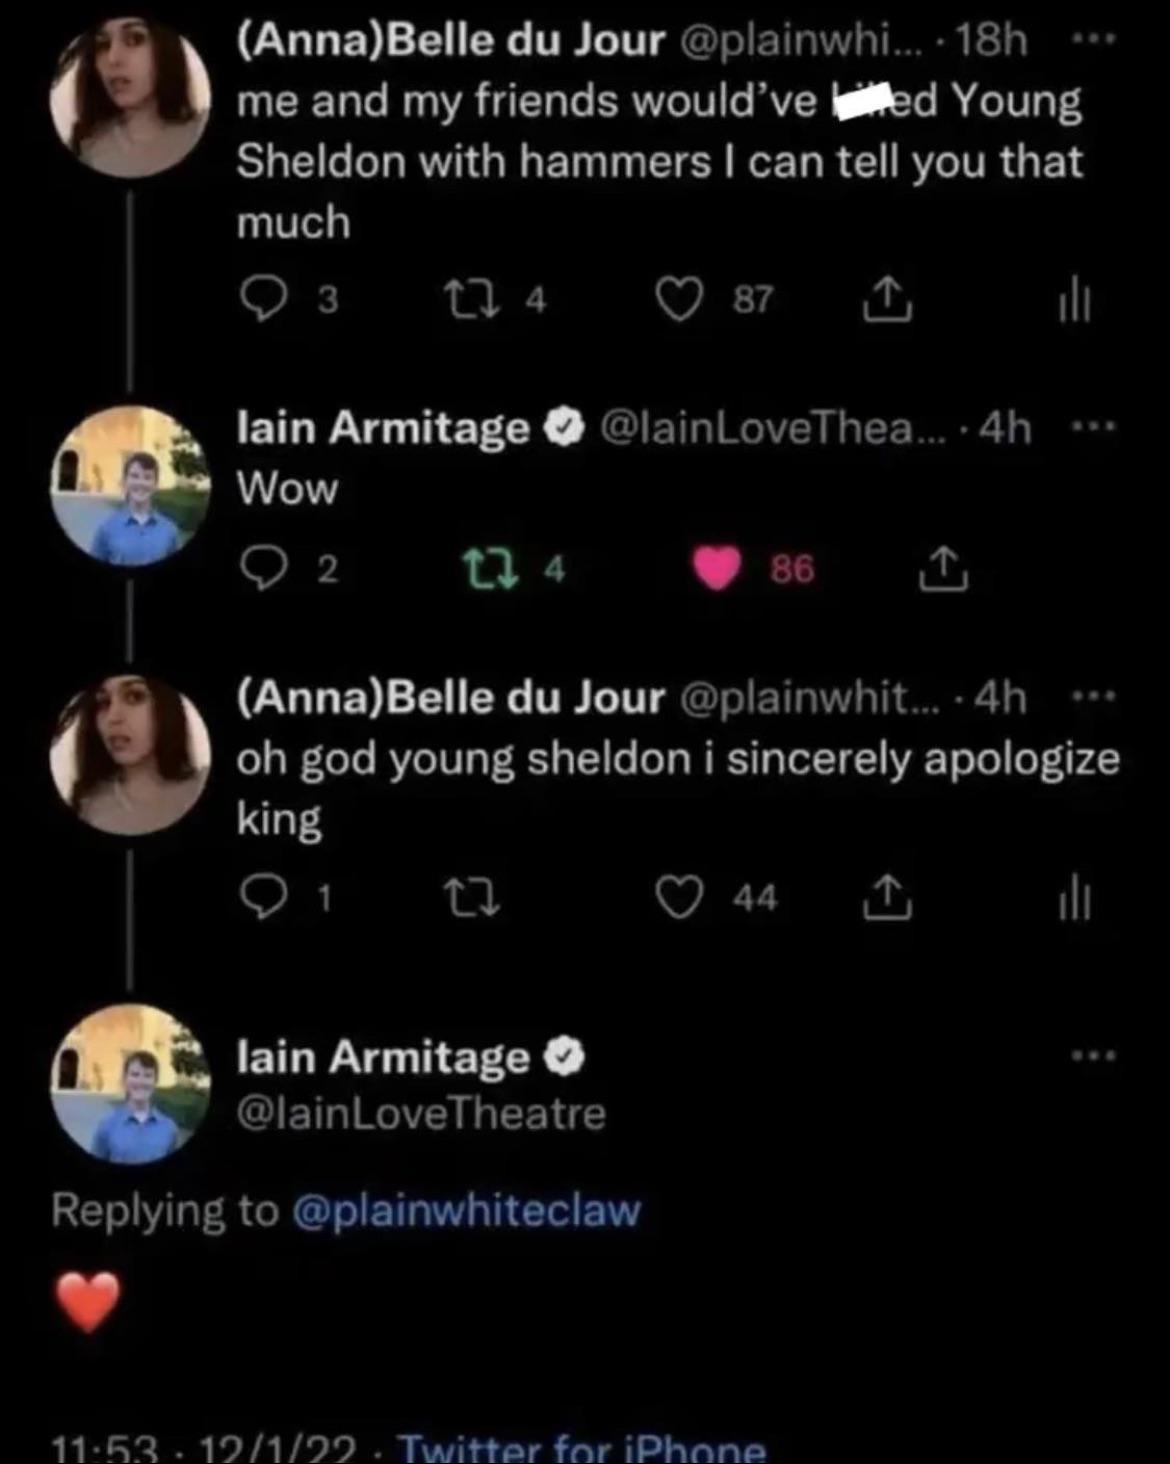 (Anna)Belle du Jour @plainwhi... · 18h
me and my friends would've Young
Sheldon with hammers I can tell you that
much
3 4 87
Iain Armitage @IainLoveThea... · 4h
Wow
2 4 86
(Anna)Belle du Jour @plainwhit... · 4h
oh god young sheldon i sincerely apologize
king
1 44
Iain Armitage
@IainLoveTheatre
Replying to @plainwhiteclaw
11:53 · 12/1/22 · Twitter for iPhone